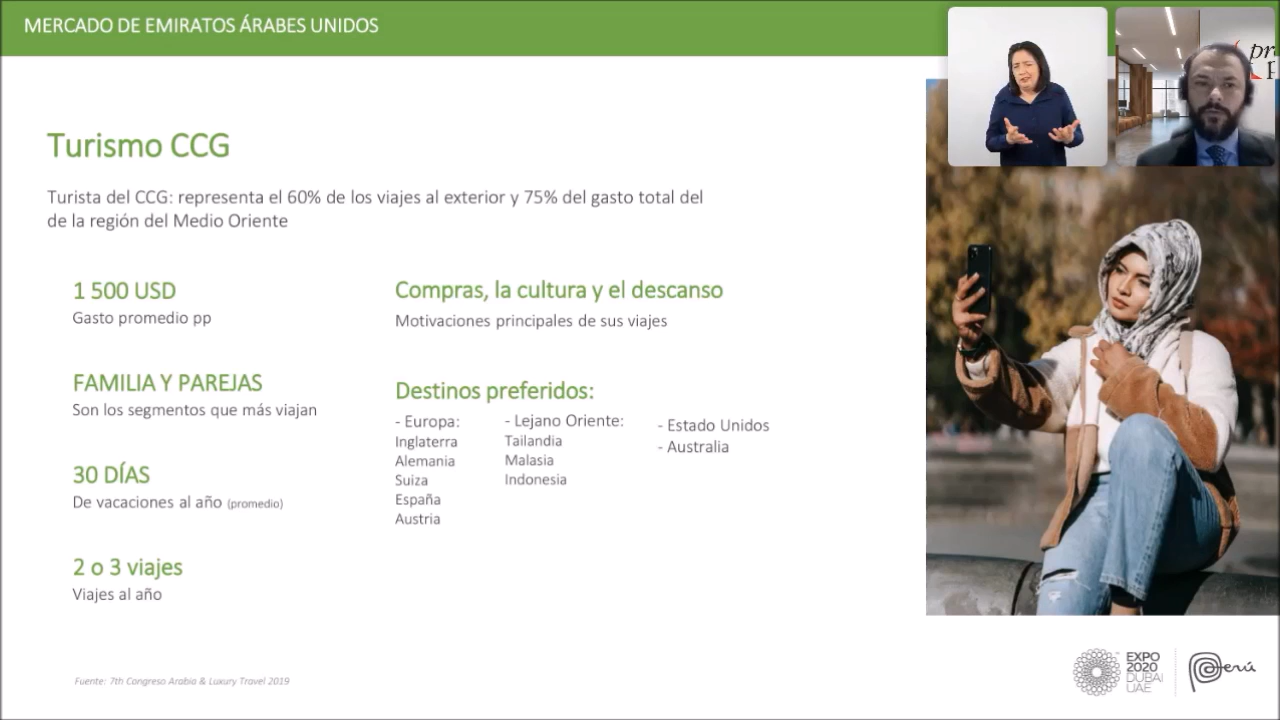 MERCADO DE EMIRATOS ÁRABES UNIDOS
Turismo CCG
Turista del CCG: representa el 60% de los viajes al exterior y 75% del gasto total del
de la región del Medio Oriente
1 500 USD
Gasto promedio pp
FAMILIA Y PAREJAS
Son los segmentos que más viajan
30 DÍAS
De vacaciones al año (promedio)
2 o 3 viajes
Viajes al año
Compras, la cultura y el descanso
Motivaciones principales de sus viajes
Destinos preferidos:
- Europa:
Inglaterra
Alemania
Suiza
España
Austria
- Lejano Oriente:
Tailandia
Malasia
Indonesia
- Estado Unidos
- Australia
Fuente: 7th Congreso Arabia & Luxury Travel 2019
EXPO
2020
DUBAI
UAE
Perú